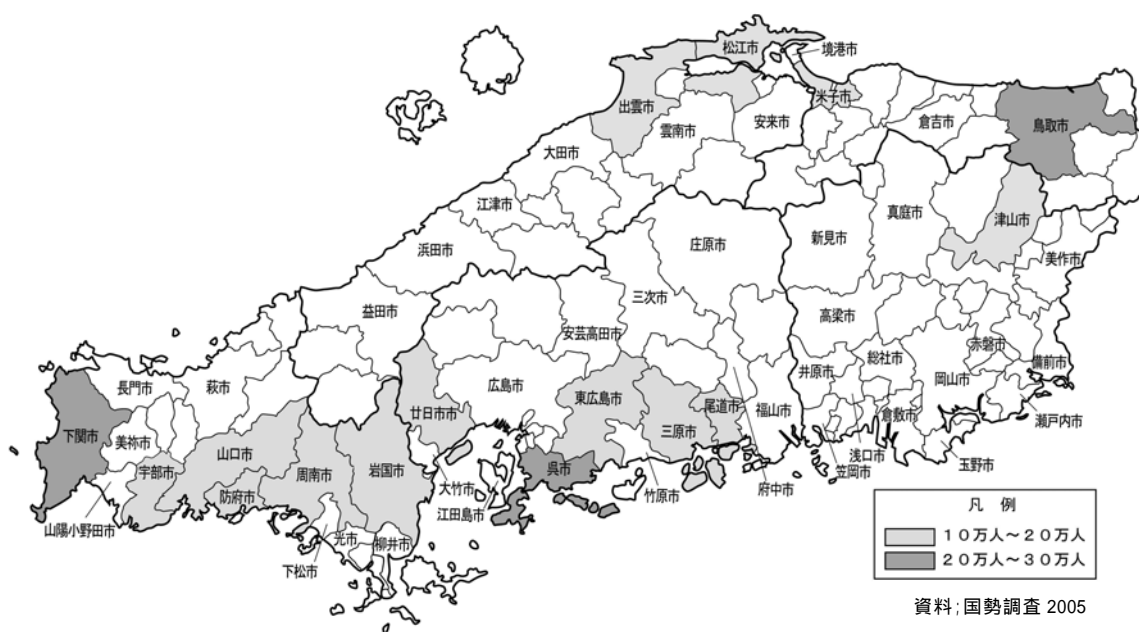 松江市
境港市
出雲市
米子市
安来市
雲南市
倉吉市
鳥取市
大田市
江津市
浜田市
益田市
庄原市
新見市
真庭市
津山市
美作市
三次市
安芸高田市
高梁市
総社市
赤磐市
備前市
井原市
岡山市
長門市
萩市
広島市
東広島市
尾道市
福山市
倉敷市
瀬戸内市
廿日市市
三原市
下関市
美祢市
山口市
周南市
岩国市
宇部市
防府市
呉市
大竹市
江田島市
竹原市
府中市
笠岡市
浅口市
玉野市
山陽小野田市
光市
柳井市
下松市
凡 例
10万人~20万人
20万人~30万人
資料;国勢調査 2005